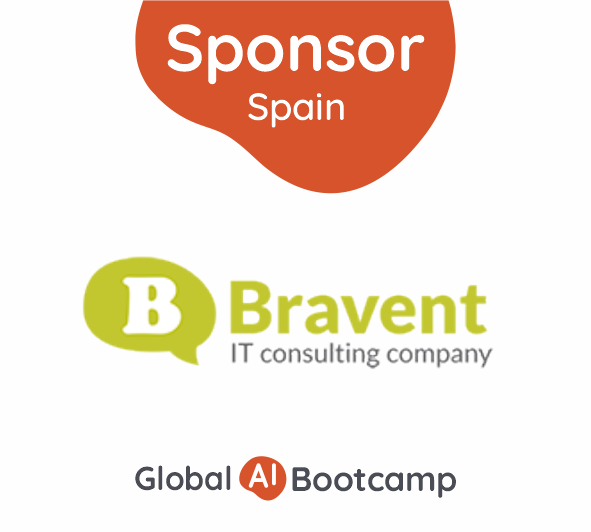 Sponsor
Spain
B Bravent
IT consulting company
Global AI Bootcamp